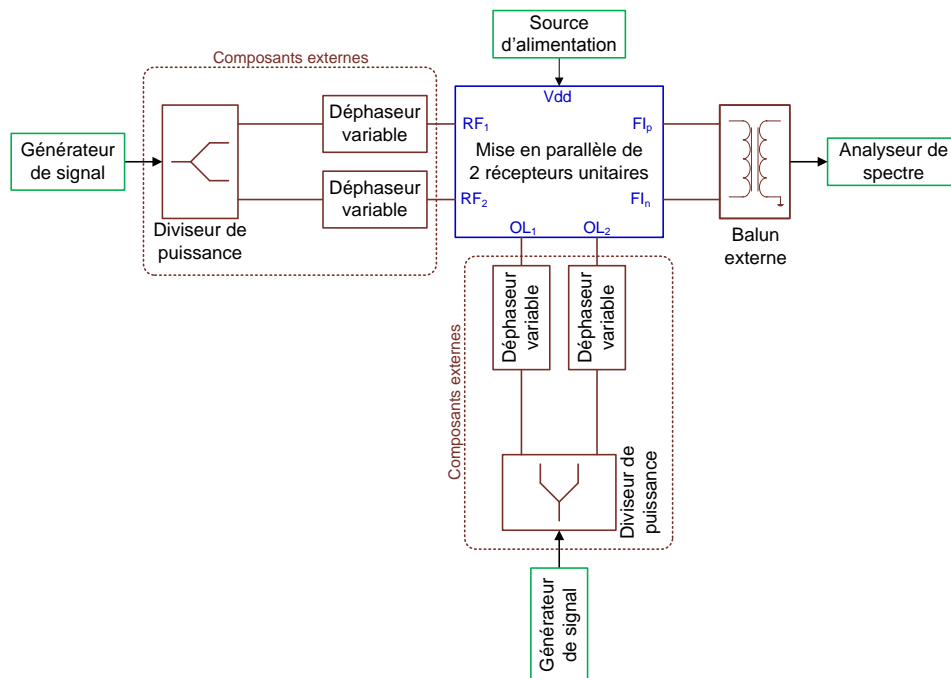 Source
d'alimentation
Composants externes
Déphaseur
variable
Vdd
RF1
FIp
Générateur
de signal
Mise en parallèle de
2 récepteurs unitaires
Analyseur de
spectre
Déphaseur
variable
RF2
FIn
Diviseur de
puissance
OL1
OL2
Balun
externe
Composants externes
Déphaseur
variable
Déphaseur
variable
Diviseur de
puissance
Générateur
de signal